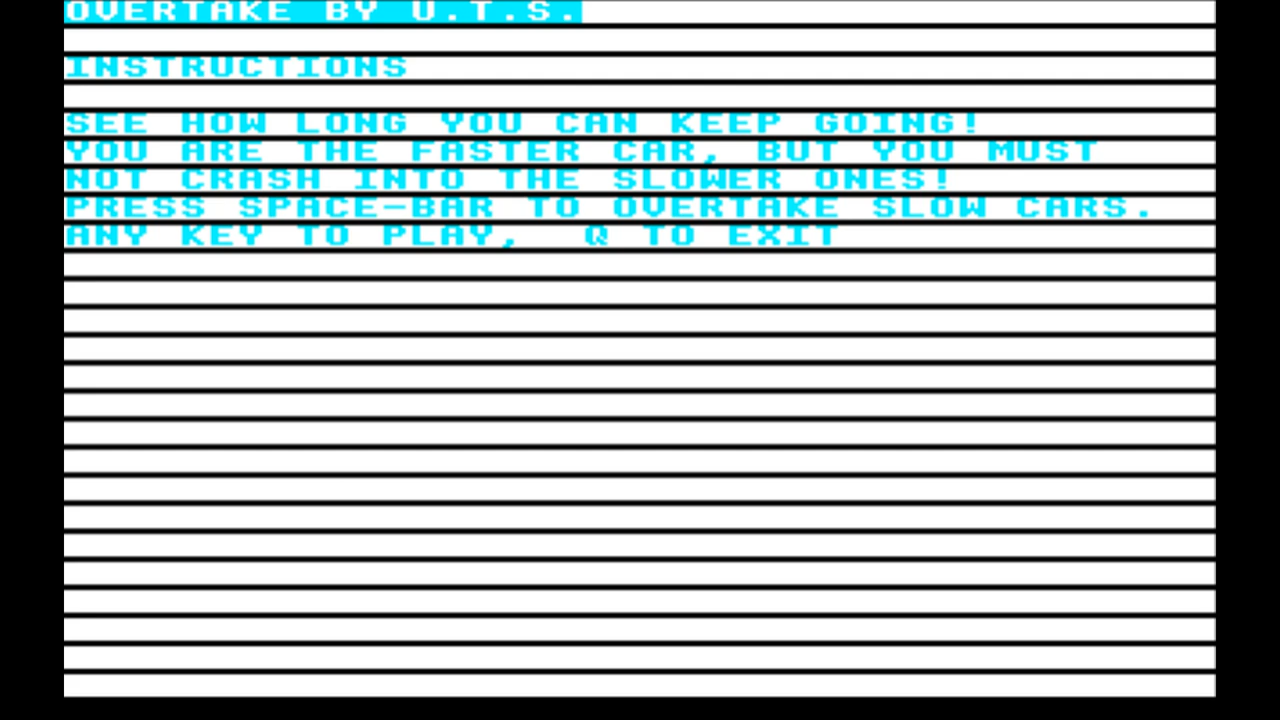 OVERTAKE BY U.T.S.
INSTRUCTIONS
SEE HOW LONG YOU CAN KEEP GOING!
YOU ARE THE FASTER CAR, BUT YOU MUST
NOT CRASH INTO THE SLOWER ONES!
PRESS SPACE-BAR TO OVERTAKE SLOW CARS.
ANY KEY TO PLAY,  Q TO EXIT